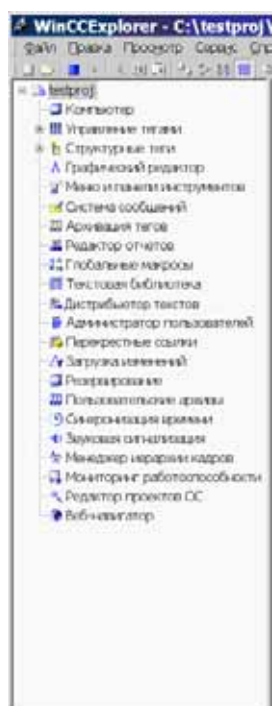 WinCCExplorer - C:\testproj\
Файл Правка Просмотр Сервис Спр
testproj
Компьютер
Управление тегами
Структурные теги
Графический редактор
Меню и панели инструментов
Система сообщений
Архивация тегов
Редактор отчетов
Глобальные макросы
Текстовая библиотека
Дистрибьютор текстов
Администратор пользователей
Перекрестные ссылки
Загрузка изменений
Резервирование
Пользовательские архивы
Синхронизация времени
Звуковая сигнализация
Менеджер иерархии кадров
Мониторинг работоспособности
Редактор проектов ОС
Веб-навигатор